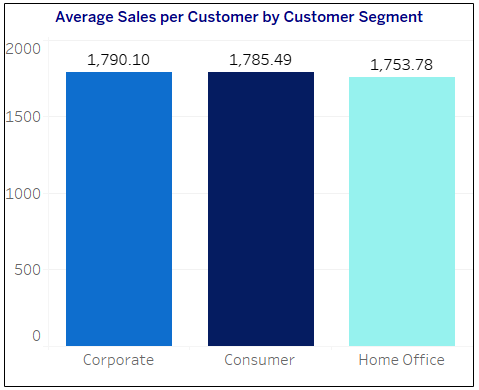 Average Sales per Customer by Customer Segment
2000
1500
1000
500
0
1,790.10
1,785.49
1,753.78
Corporate
Consumer
Home Office